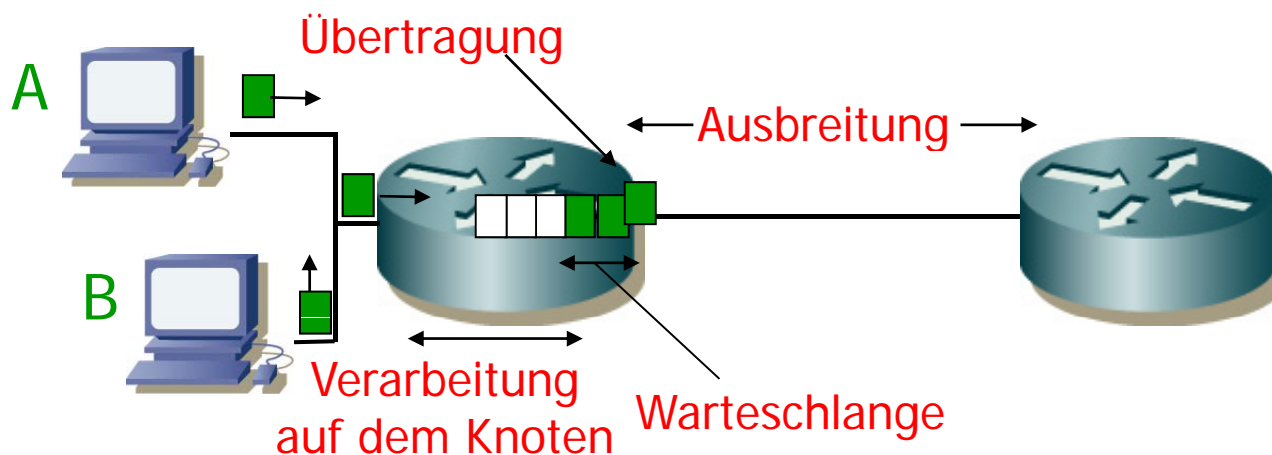 Übertragung
A
Ausbreitung
B
Verarbeitung
auf dem Knoten
Warteschlange